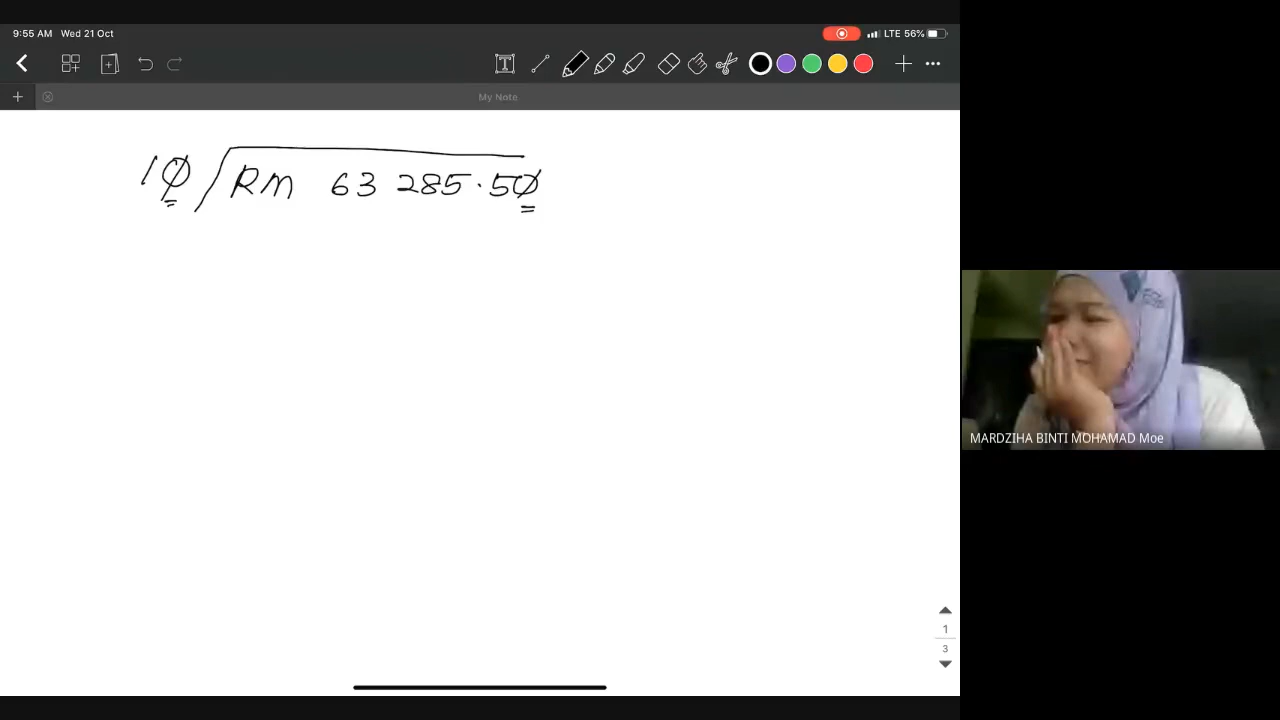 9:55 AM Wed 21 Oct
LTE 56%
My Note
10 RM 63 285.50
1
3
MARDZIHA BINTI MOHAMAD Moe